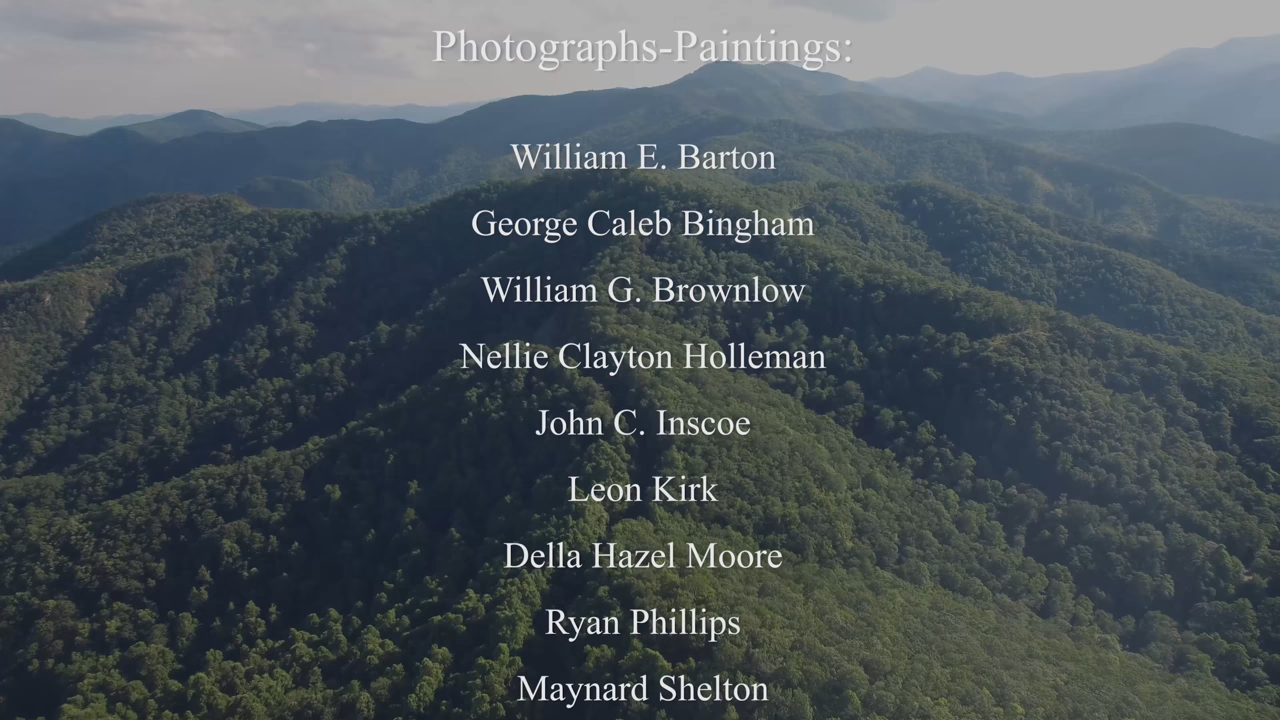 Photographs-Paintings:
William E. Barton
George Caleb Bingham
William G. Brownlow
Nellie Clayton Holleman
John C. Inscoe
Leon Kirk
Della Hazel Moore
Ryan Phillips
Maynard Shelton